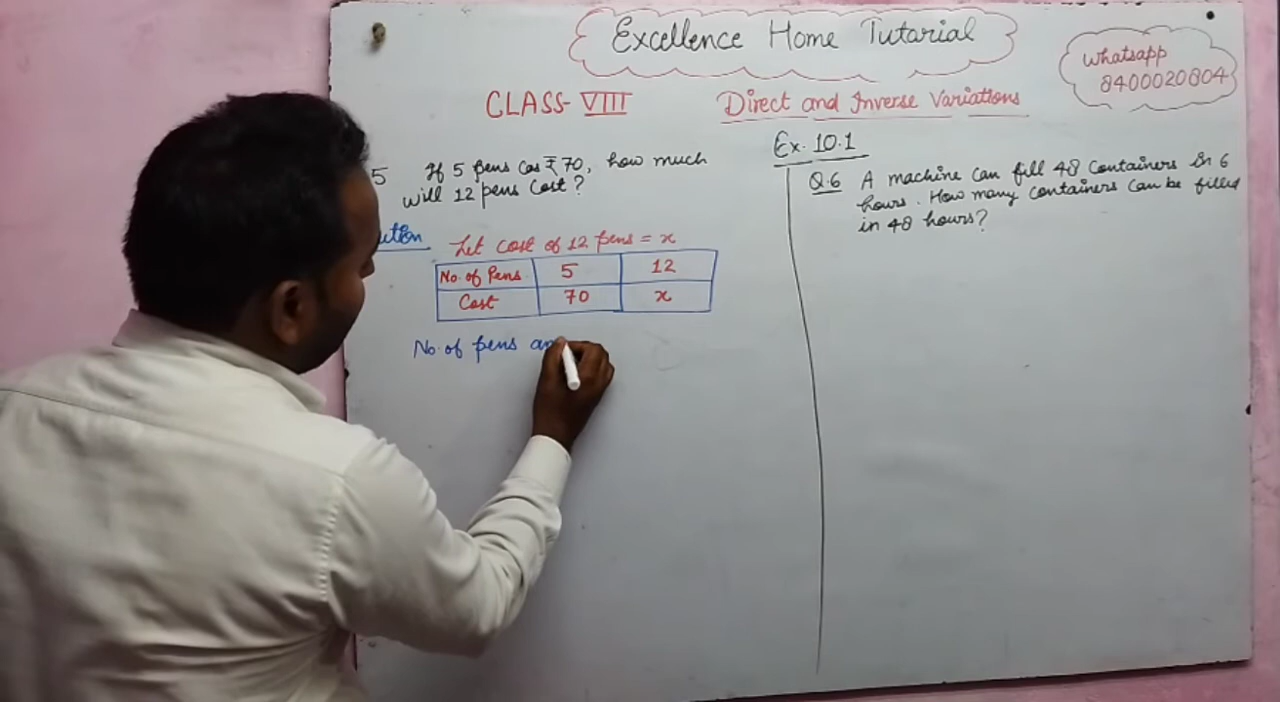 Excellence Home Tutarial
Whatsapp
8400020804
CLASS- VIII
Direct and Inverse Variations
5 If 5 pens cos ₹70, how much
will 12 pens cost?
ution
Let cost of 12 pens = x
No. of Pens 5 12
Cost 70 x
No. of pens an
Ex. 10.1
Q.6 A machine can fill 48 containers in 6
hours. How many containers can be filled
in 48 hours?